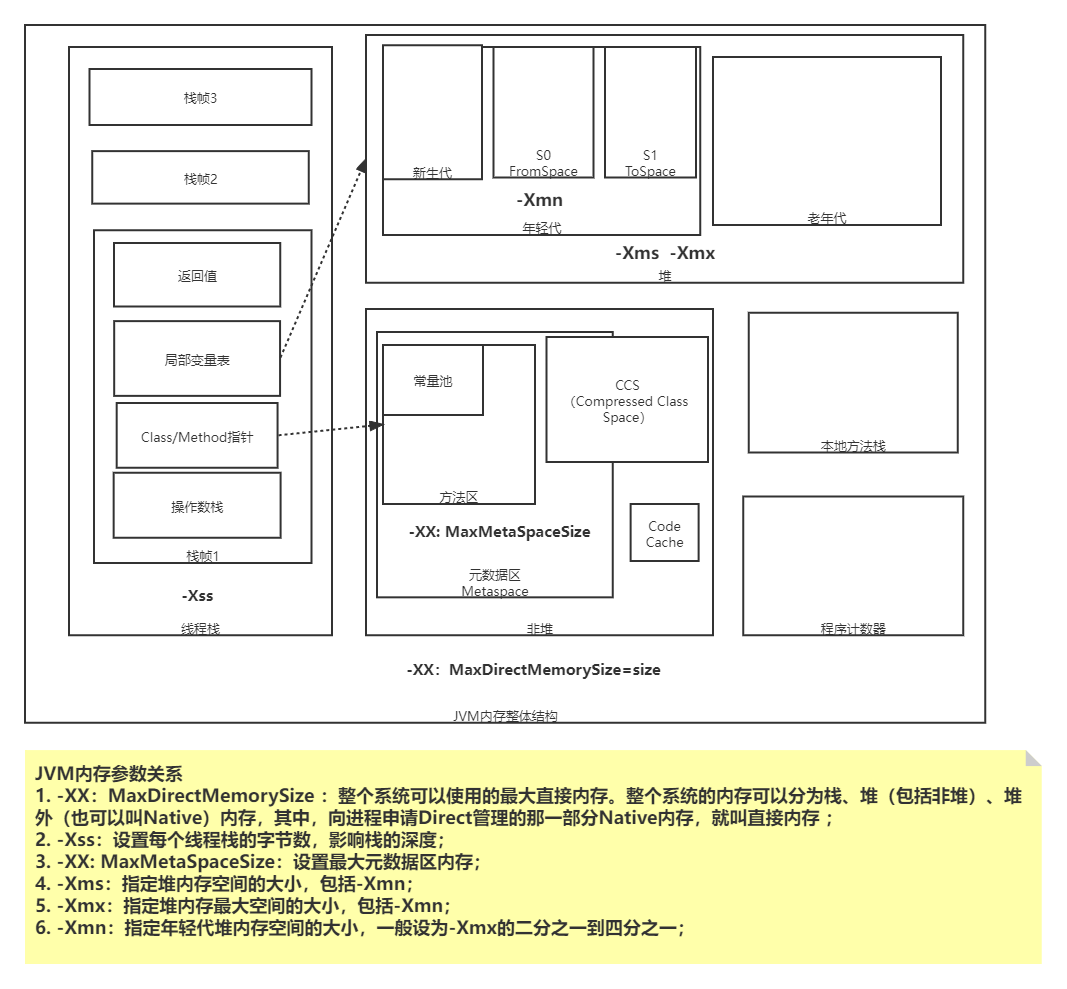 栈帧3
栈帧2
返回值
局部变量表
Class/Method指针
操作数栈
栈帧1
-Xss
线程栈
新生代
S0
FromSpace
S1
ToSpace
-Xmn
年轻代
老年代
-Xms -Xmx
堆
常量池
方法区
CCS
（Compressed Class
Space）
-XX: MaxMetaSpaceSize
元数据区
Metaspace
Code
Cache
非堆
本地方法栈
程序计数器
-XX：MaxDirectMemorySize=size
JVM内存整体结构
JVM内存参数关系
1. -XX：MaxDirectMemorySize ：整个系统可以使用的最大直接内存。整个系统的内存可以分为栈、堆（包括非堆）、堆
外（也可以叫Native）内存，其中，向进程申请Direct管理的那一部分Native内存，就叫直接内存 ；
2. -Xss：设置每个线程栈的字节数，影响栈的深度；
3. -XX: MaxMetaSpaceSize：设置最大元数据区内存；
4. -Xms：指定堆内存空间的大小，包括-Xmn；
5. -Xmx：指定堆内存最大空间的大小，包括-Xmn；
6. -Xmn：指定年轻代堆内存空间的大小，一般设为-Xmx的二分之一到四分之一；